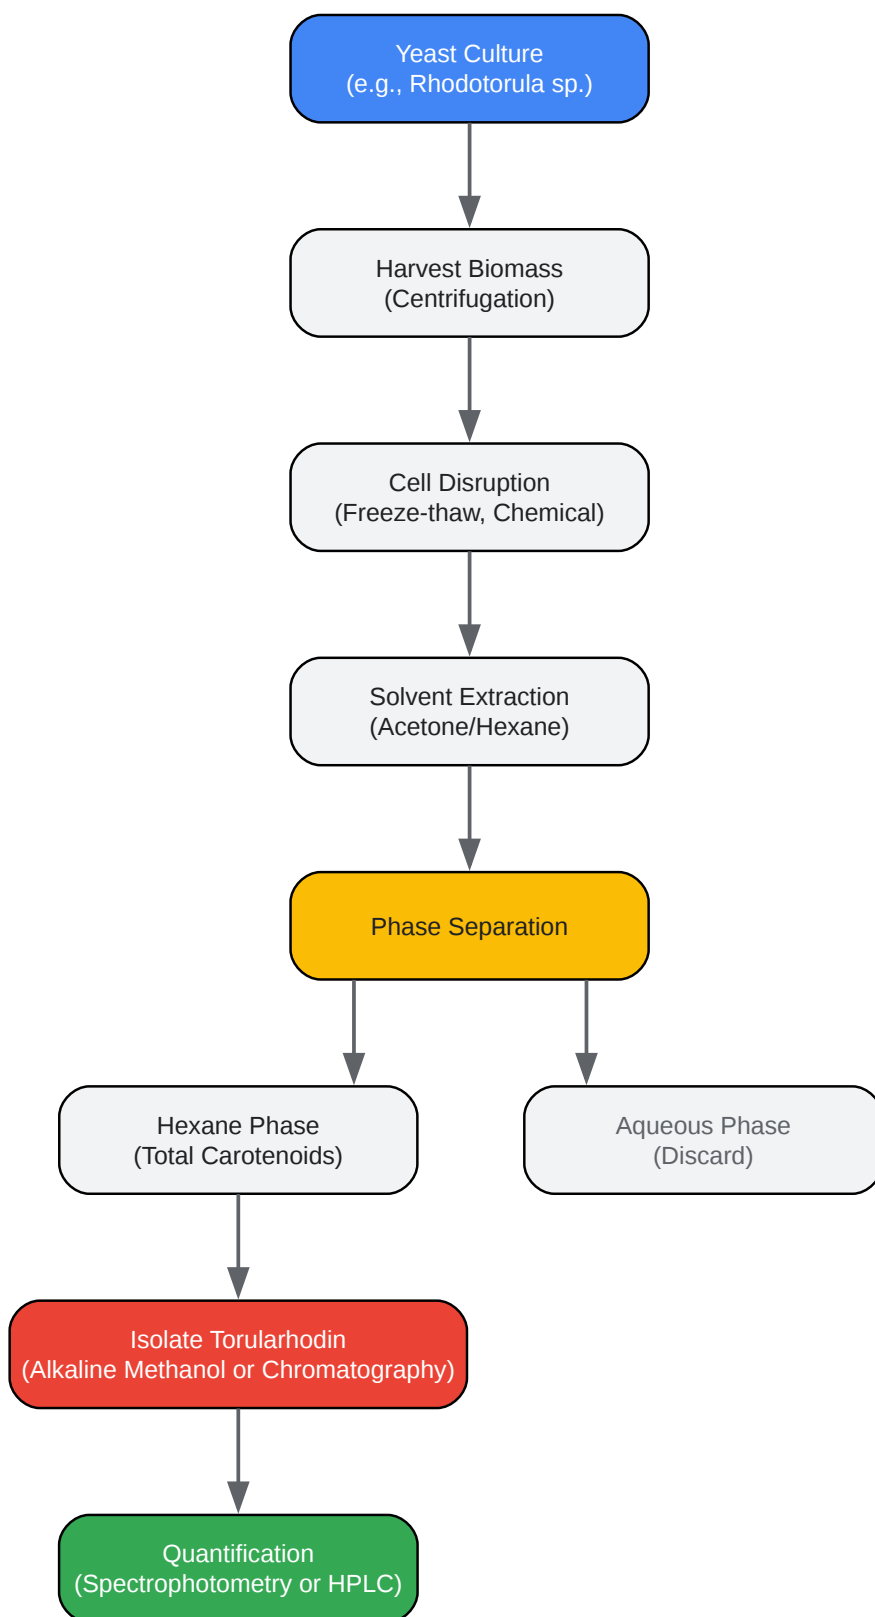 Yeast Culture
(e.g., Rhodotorula sp.)
Harvest Biomass
(Centrifugation)
Cell Disruption
(Freeze-thaw, Chemical)
Solvent Extraction
(Acetone/Hexane)
Phase Separation
Hexane Phase
(Total Carotenoids)
Aqueous Phase
(Discard)
Isolate Torularhodin
(Alkaline Methanol or Chromatography)
Quantification
(Spectrophotometry or HPLC)